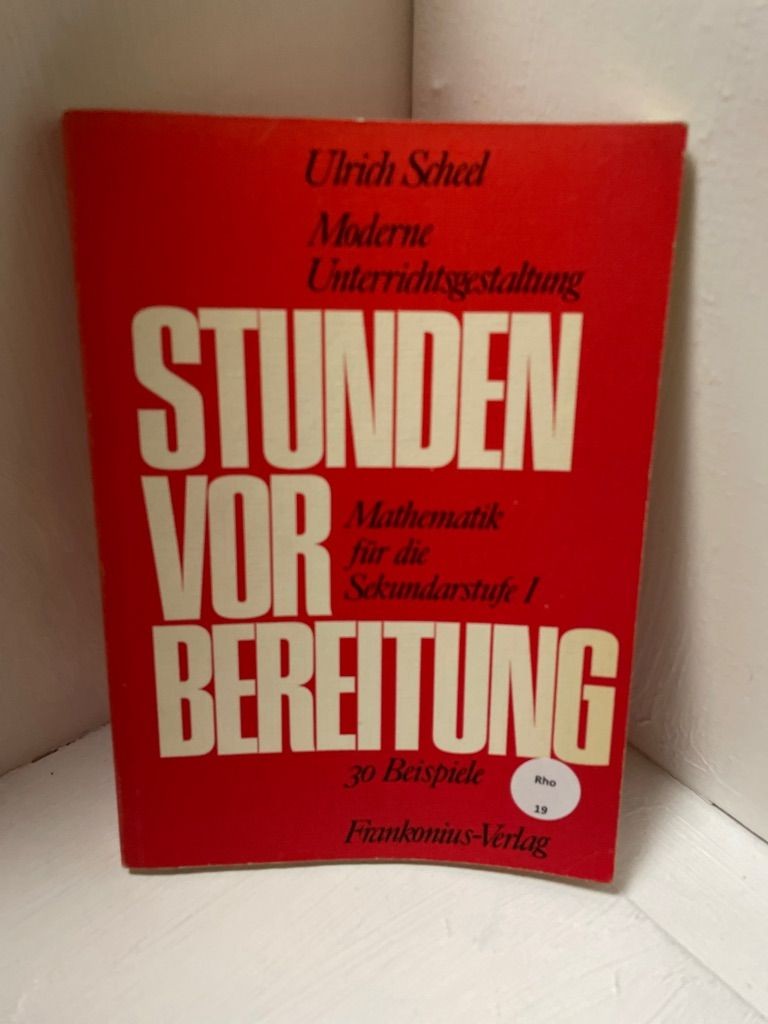 Ulrich Scheel
Moderne
Unterrichtsgestaltung
STUNDEN
VOR
Mathematik
für die
Sekundarstufe I
BEREITUNG
30 Beispiele
Rho
19
Frankonius-Verlag